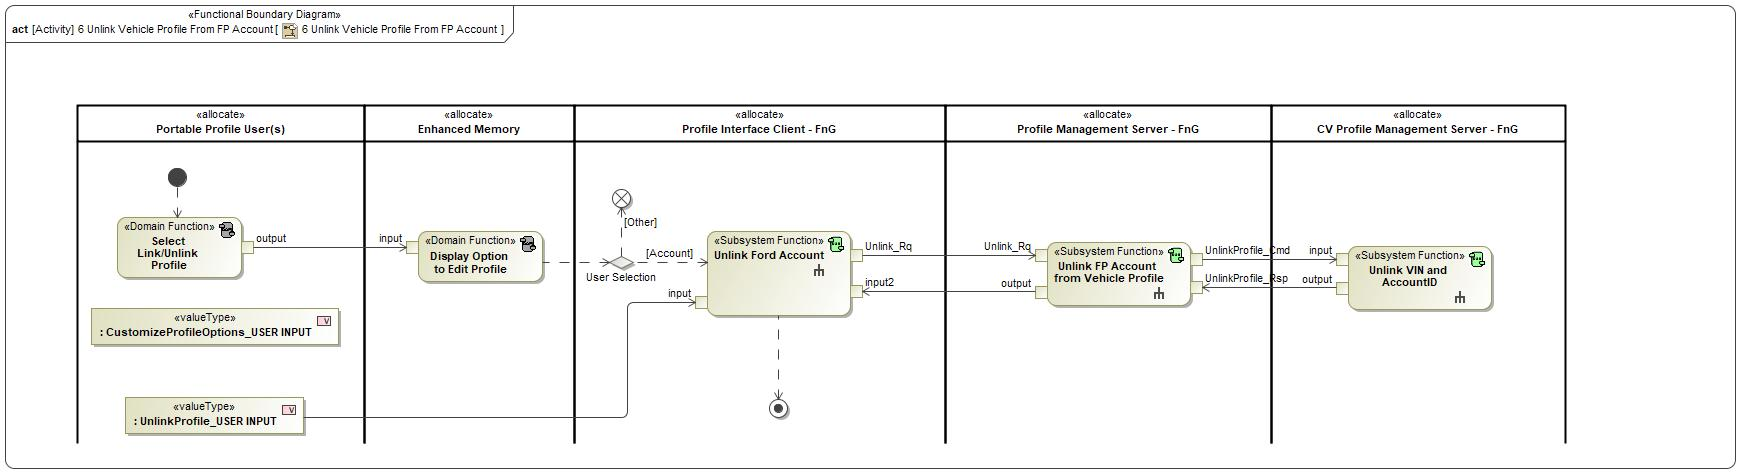 «Functional Boundary Diagram»
act [Activity] 6 Unlink Vehicle Profile From FP Account [ 6 Unlink Vehicle Profile From FP Account ]
«allocate»
Portable Profile User(s)
«allocate»
Enhanced Memory
«allocate»
Profile Interface Client - FnG
«allocate»
Profile Management Server - FnG
«allocate»
CV Profile Management Server - FnG
«Domain Function»
Select
Link/Unlink
Profile
output
input
«Domain Function»
Display Option
to Edit Profile
[Other]
[Account]
User Selection
input
«Subsystem Function»
Unlink Ford Account
Unlink_Rq
input2
Unlink_Rq
output
«Subsystem Function»
Unlink FP Account
from Vehicle Profile
UnlinkProfile_Cmd
UnlinkProfile_Rsp
input
output
«Subsystem Function»
Unlink VIN and
AccountID
«valueType»
V
: CustomizeProfileOptions_USER INPUT
«valueType»
V
: UnlinkProfile_USER INPUT